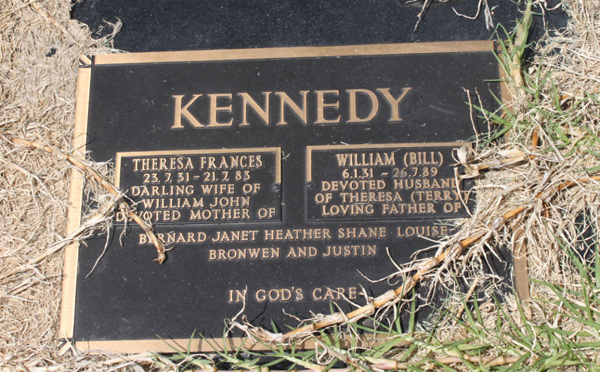 KENNEDY
THERESA FRANCES
23.7.31 - 21.7.83
DARLING WIFE OF
WILLIAM JOHN
DEVOTED MOTHER OF
WILLIAM (BILL)
6.1.31 - 26.7.89
DEVOTED HUSBAND
OF THERESA (TERRY)
LOVING FATHER OF
BERNARD JANET HEATHER SHANE LOUISE
BRONWEN AND JUSTIN
IN GOD'S CARE